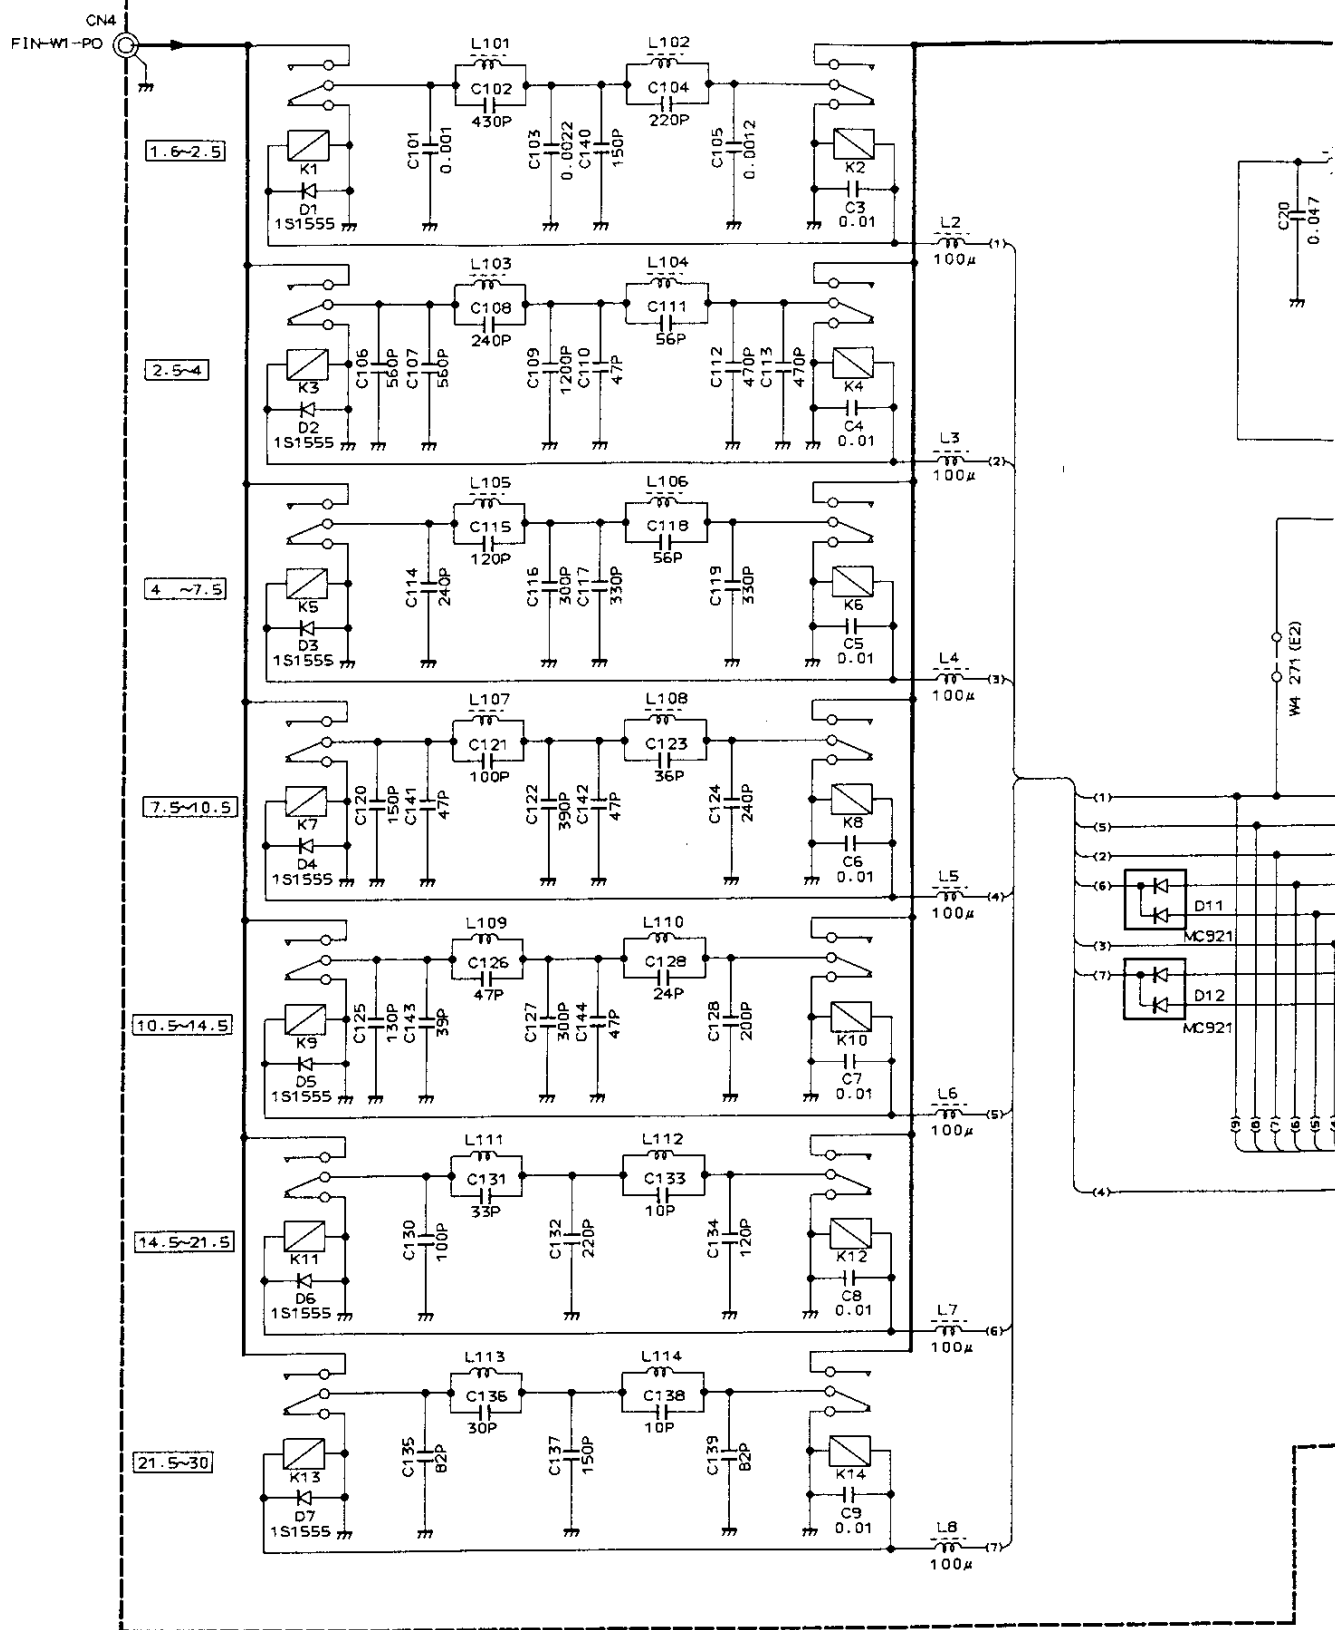 CN4
FIN-W1-PO
1.6~2.5
K1
D1
1S1555
C101
0.001
L101
C102
430P
C103
0.0022
C140
150P
L102
C104
220P
C105
0.0012
K2
C3
0.01
L2
100μ
(1)
C20
0.047
2.5~4
K3
D2
1S1555
C106
560P
C107
560P
L103
C108
240P
C109
1200P
C110
47P
L104
C111
56P
C112
470P
C113
470P
K4
C4
0.01
L3
100μ
(2)
4 ~7.5
K5
D3
1S1555
C114
240P
L105
C115
120P
C116
300P
C117
330P
L106
C118
56P
C119
330P
K6
C5
0.01
L4
100μ
(3)
W4 271 (E2)
7.5~10.5
K7
D4
1S1555
C120
150P
C141
47P
L107
C121
100P
C122
390P
C142
47P
L108
C123
36P
C124
240P
K8
C6
0.01
L5
100μ
(4)
(1)
(5)
(2)
(6)
D11
MC921
(3)
(7)
D12
MC921
10.5~14.5
K9
D5
1S1555
C125
130P
C143
39P
L109
C126
47P
C127
300P
C144
47P
L110
C128
24P
C128
200P
K10
C7
0.01
L6
100μ
(5)
(9)
(8)
(7)
(6)
(5)
(4)
14.5~21.5
K11
D6
1S1555
C130
100P
L111
C131
33P
C132
220P
L112
C133
10P
C134
120P
K12
C8
0.01
L7
100μ
(6)
21.5~30
K13
D7
1S1555
C135
82P
L113
C136
30P
C137
150P
L114
C138
10P
C139
82P
K14
C9
0.01
L8
100μ
(7)